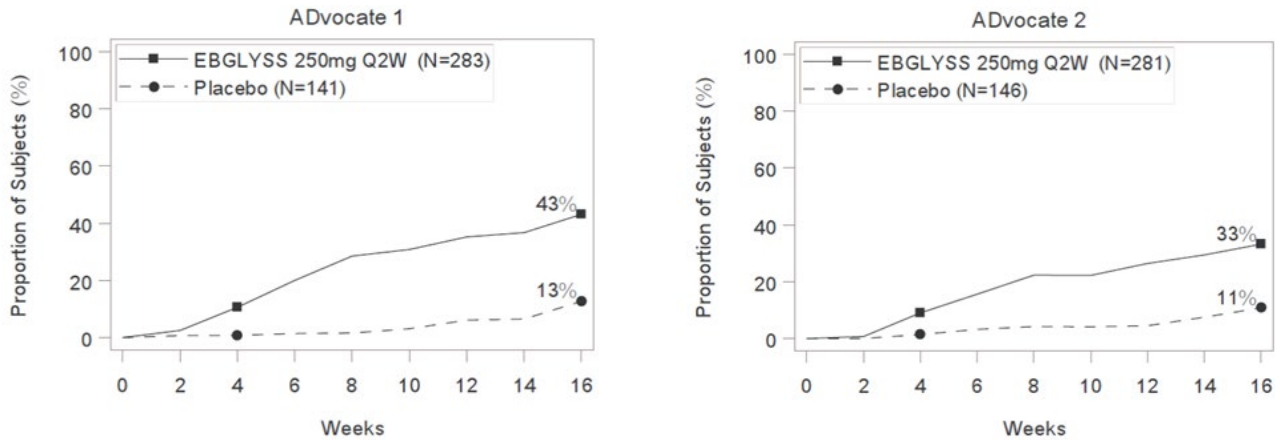 ADvocate 1
EBGLYSS 250mg Q2W (N=283)
Placebo (N=141)
Proportion of Subjects (%)
100
80
60
40
20
0
43%
13%
0 2 4 6 8 10 12 14 16
Weeks
ADvocate 2
EBGLYSS 250mg Q2W (N=281)
Placebo (N=146)
Proportion of Subjects (%)
100
80
60
40
20
0
33%
11%
0 2 4 6 8 10 12 14 16
Weeks